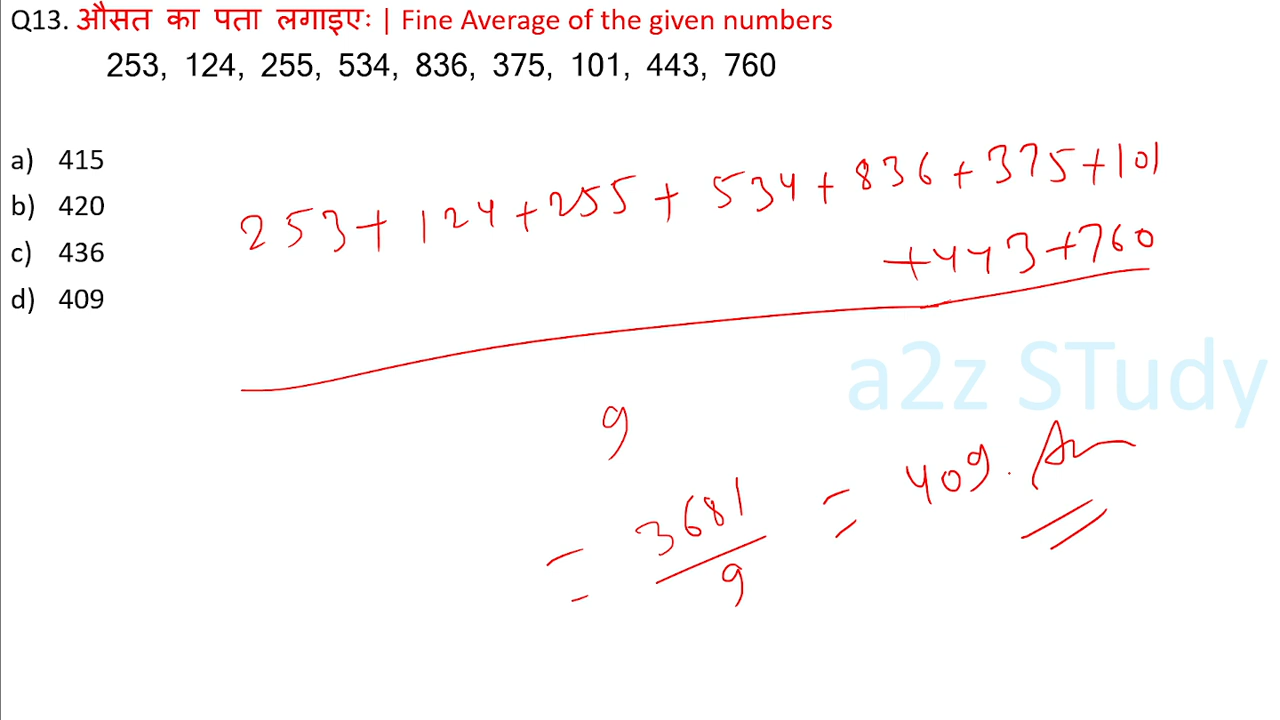 Q13. औसत का पता लगाइए: | Fine Average of the given numbers
253, 124, 255, 534, 836, 375, 101, 443, 760
a) 415
b) 420
c) 436
d) 409
253+124+255+534+836+375+101
+443+760
9
a2z STudy
= 3681/9 = 409. An